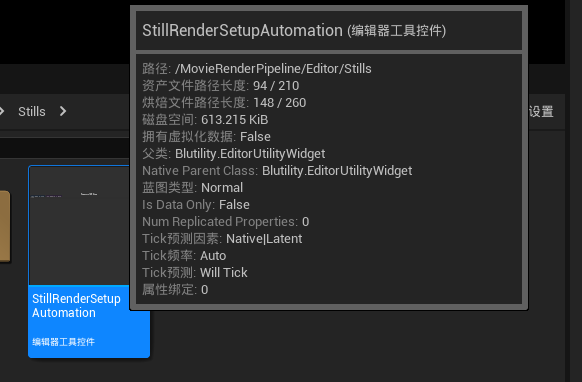 StillRenderSetupAutomation (编辑器工具控件)
路径: /MovieRenderPipeline/Editor/Stills
资产文件路径长度: 94 / 210
烘焙文件路径长度: 148 / 260
磁盘空间: 613.215 KiB
拥有虚拟化数据: False
父类: Blutility.EditorUtilityWidget
Native Parent Class: Blutility.EditorUtilityWidget
蓝图类型: Normal
Is Data Only: False
Num Replicated Properties: 0
Tick预测因素: Native|Latent
Tick频率: Auto
Tick预测: Will Tick
属性绑定: 0
Stills
设置
StillRenderSetup
Automation
编辑器工具控件